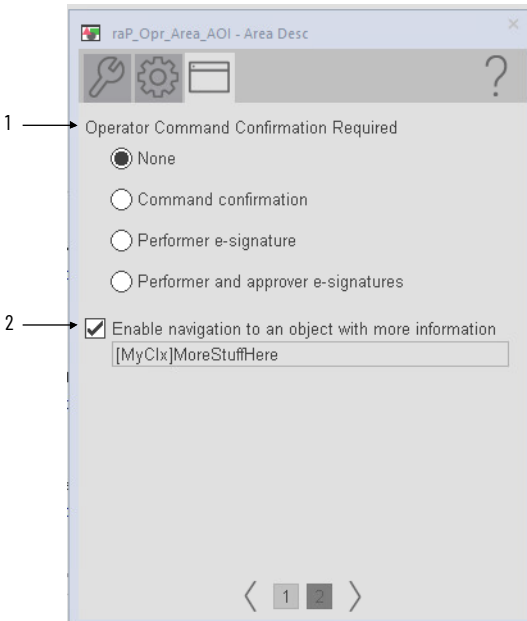 raP_Opr_Area_AOI - Area Desc
?
1
Operator Command Confirmation Required
None
Command confirmation
Performer e-signature
Performer and approver e-signatures
2
Enable navigation to an object with more information
[MyClx]MoreStuffHere
1 2